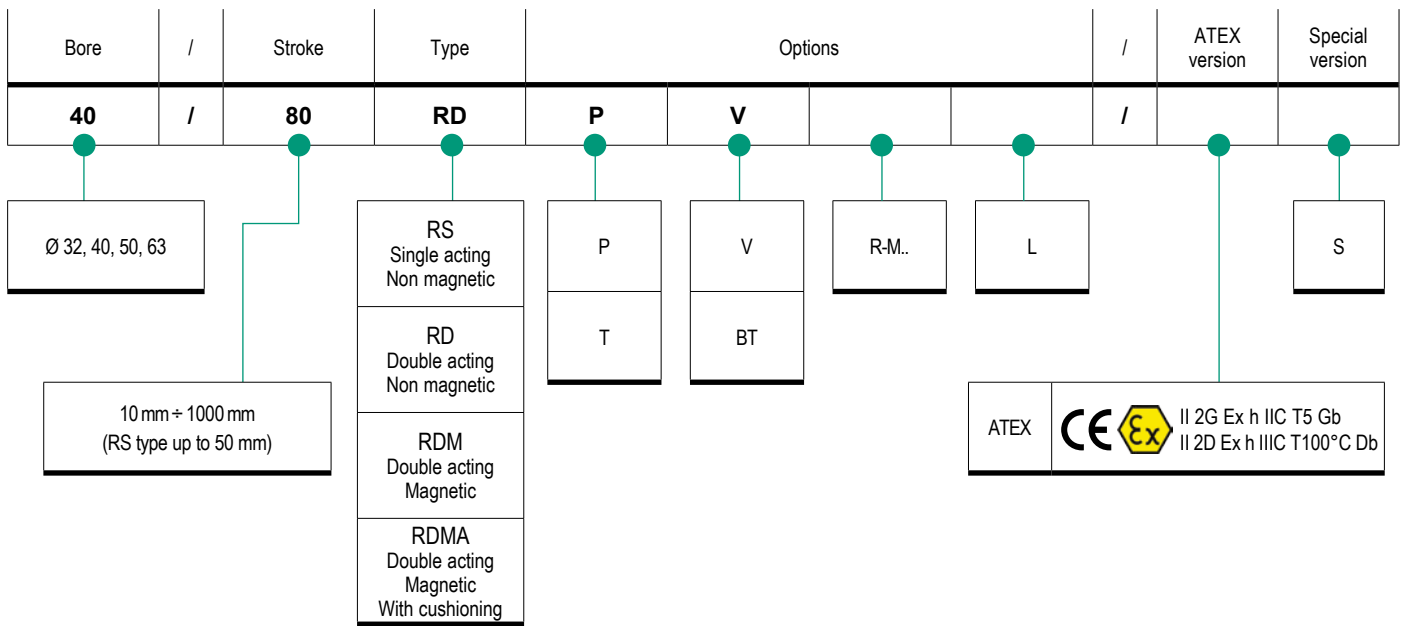 Bore / Stroke Type Options / ATEX version Special version
40 / 80 RD P V /
Ø 32, 40, 50, 63
10 mm ÷ 1000 mm
(RS type up to 50 mm)
RS
Single acting
Non magnetic
RD
Double acting
Non magnetic
RDM
Double acting
Magnetic
RDMA
Double acting
Magnetic
With cushioning
P
T
V
BT
R-M..
L
ATEX
CE Ex
II 2G Ex h IIC T5 Gb
II 2D Ex h IIIC T100°C Db
S